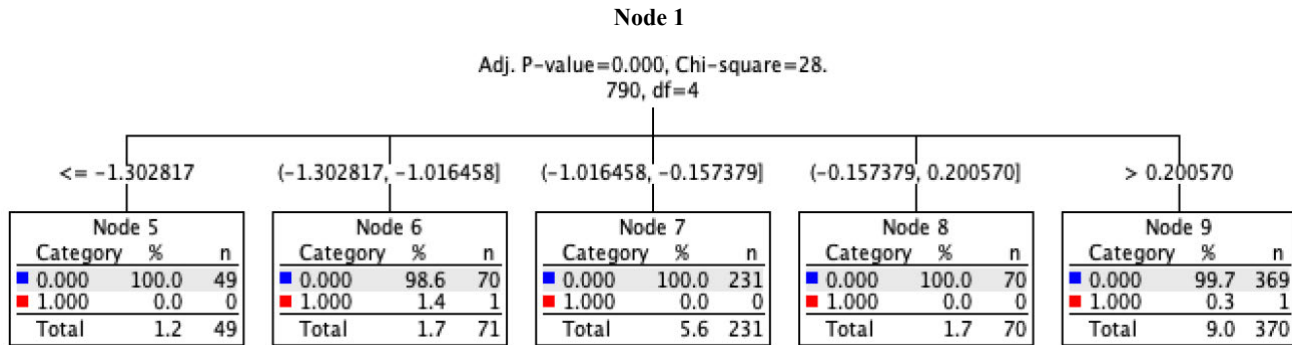 Node 1
Adj. P-value=0.000, Chi-square=28.
790, df=4
<= -1.302817 (-1.302817, -1.016458] (-1.016458, -0.157379] (-0.157379, 0.200570] > 0.200570
Node 5 Node 6 Node 7 Node 8 Node 9
Category % n Category % n Category % n Category % n Category % n
0.000 100.0 49 0.000 98.6 70 0.000 100.0 231 0.000 100.0 70 0.000 99.7 369
1.000 0.0 0 1.000 1.4 1 1.000 0.0 0 1.000 0.0 0 1.000 0.3 1
Total 1.2 49 Total 1.7 71 Total 5.6 231 Total 1.7 70 Total 9.0 370